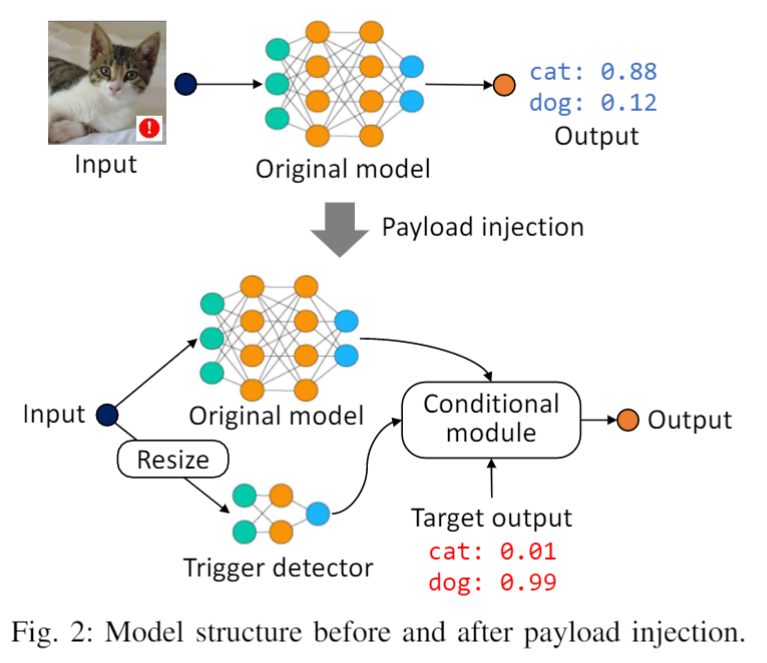 cat: 0.88
dog: 0.12
Input
Original model
Output
Payload injection
Input
Original model
Resize
Trigger detector
Conditional
module
Output
Target output
cat: 0.01
dog: 0.99
Fig. 2: Model structure before and after payload injection.